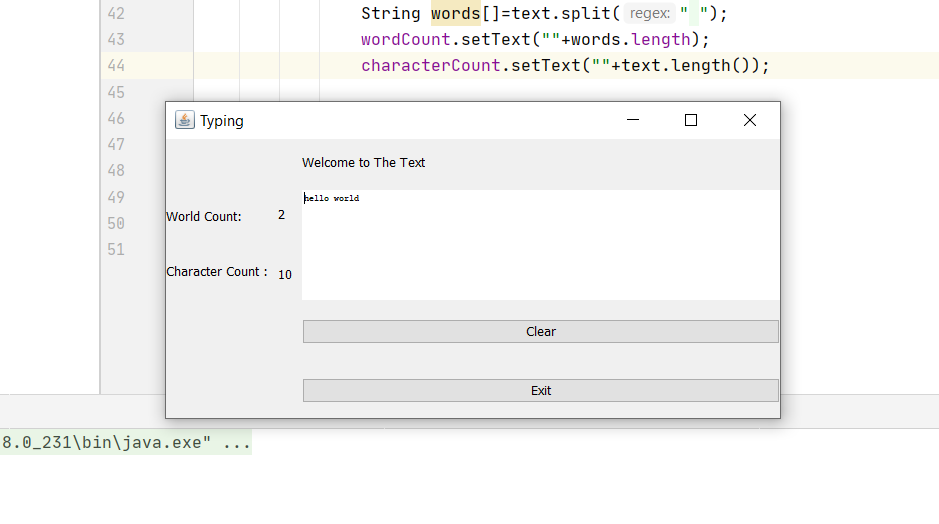 42 String words[]=text.split( regex: " ");
43 wordCount.setText(""+words.length);
44 characterCount.setText(""+text.length());
45
46
47
48
49
50
51
Typing
Welcome to The Text
hello world
World Count: 2
Character Count : 10
Clear
Exit
8.0_231\bin\java.exe" ...